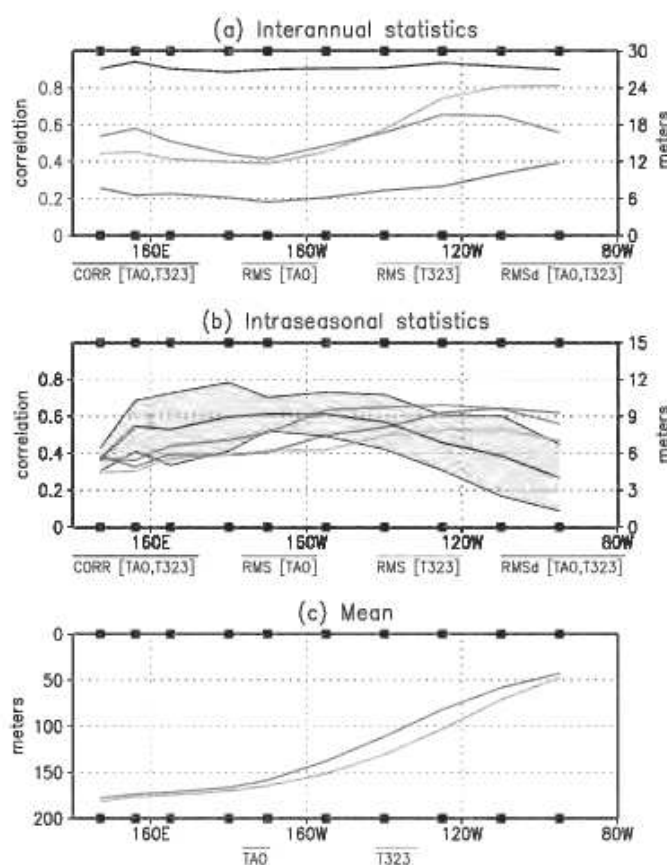 (a) Interannual statistics
30
0.8 24
0.6 18
0.4 12
0.2 6
0 0
correlation
meters
160E 160W 120W 80W
CORR [TAO,T323] RMS [TAO] RMS [T323] RMSd [TAO,T323]
(b) Intraseasonal statistics
15
0.8 12
0.6 9
0.4 6
0.2 3
0 0
correlation
meters
160E 160W 120W 80W
CORR [TAO,T323] RMS [TAO] RMS [T323] RMSd [TAO,T323]
(c) Mean
0
50
100
150
200
meters
160E 160W 120W 80W
TAO T323